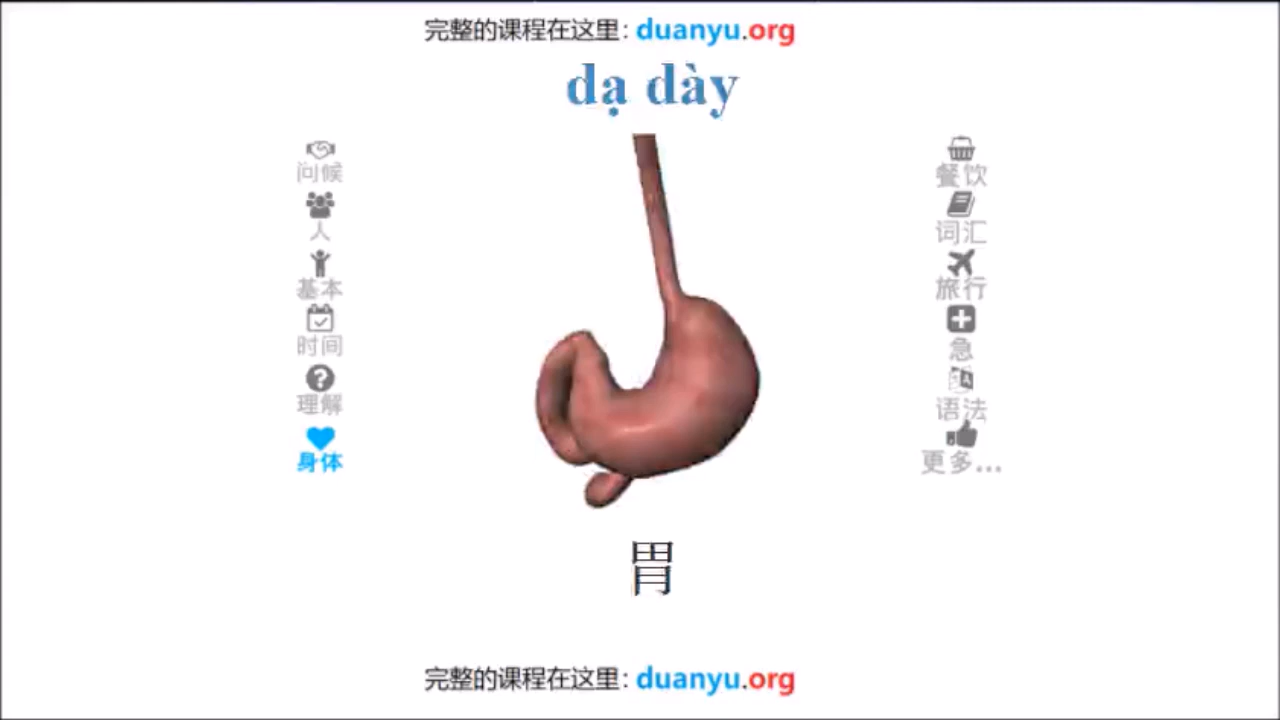 完整的课程在这里: duanyu.org
dạ dày
问候
人
基本
时间
理解
身体
餐饮
词汇
旅行
急
语法
更多...
胃
完整的课程在这里: duanyu.org